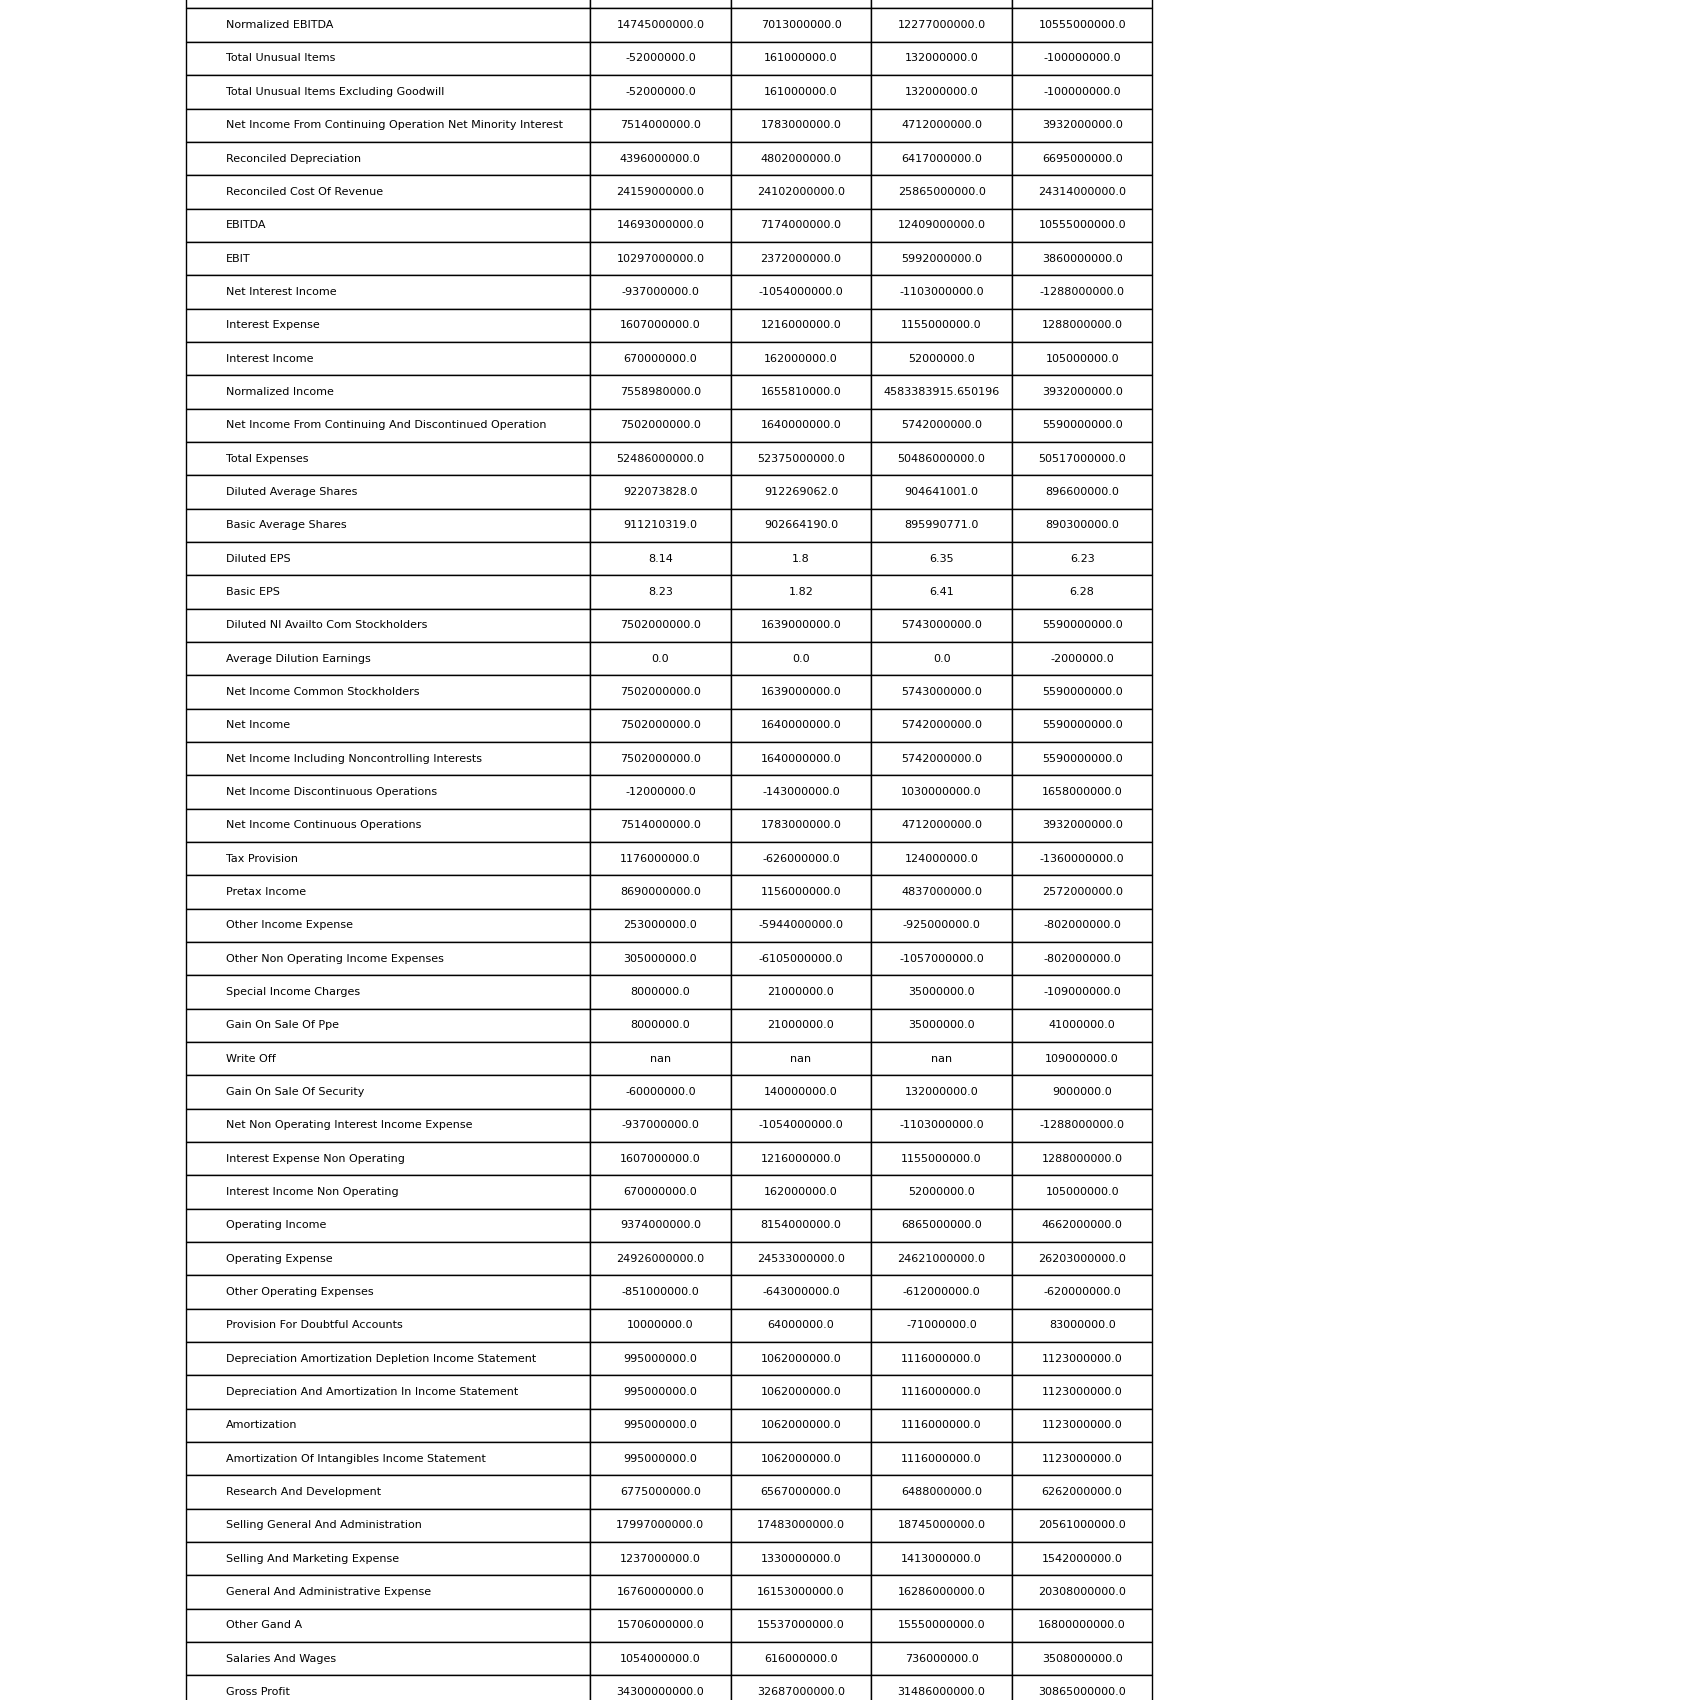 Normalized EBITDA 14745000000.0 7013000000.0 12277000000.0 10555000000.0
Total Unusual Items -52000000.0 161000000.0 132000000.0 -100000000.0
Total Unusual Items Excluding Goodwill -52000000.0 161000000.0 132000000.0 -100000000.0
Net Income From Continuing Operation Net Minority Interest 7514000000.0 1783000000.0 4712000000.0 3932000000.0
Reconciled Depreciation 4396000000.0 4802000000.0 6417000000.0 6695000000.0
Reconciled Cost Of Revenue 24159000000.0 24102000000.0 25865000000.0 24314000000.0
EBITDA 14693000000.0 7174000000.0 12409000000.0 10555000000.0
EBIT 10297000000.0 2372000000.0 5992000000.0 3860000000.0
Net Interest Income -937000000.0 -1054000000.0 -1103000000.0 -1288000000.0
Interest Expense 1607000000.0 1216000000.0 1155000000.0 1288000000.0
Interest Income 670000000.0 162000000.0 52000000.0 105000000.0
Normalized Income 7558980000.0 1655810000.0 4583383915.650196 3932000000.0
Net Income From Continuing And Discontinued Operation 7502000000.0 1640000000.0 5742000000.0 5590000000.0
Total Expenses 52486000000.0 52375000000.0 50486000000.0 50517000000.0
Diluted Average Shares 922073828.0 912269062.0 904641001.0 896600000.0
Basic Average Shares 911210319.0 902664190.0 895990771.0 890300000.0
Diluted EPS 8.14 1.8 6.35 6.23
Basic EPS 8.23 1.82 6.41 6.28
Diluted NI Availto Com Stockholders 7502000000.0 1639000000.0 5743000000.0 5590000000.0
Average Dilution Earnings 0.0 0.0 0.0 -2000000.0
Net Income Common Stockholders 7502000000.0 1639000000.0 5743000000.0 5590000000.0
Net Income 7502000000.0 1640000000.0 5742000000.0 5590000000.0
Net Income Including Noncontrolling Interests 7502000000.0 1640000000.0 5742000000.0 5590000000.0
Net Income Discontinuous Operations -12000000.0 -143000000.0 1030000000.0 1658000000.0
Net Income Continuous Operations 7514000000.0 1783000000.0 4712000000.0 3932000000.0
Tax Provision 1176000000.0 -626000000.0 124000000.0 -1360000000.0
Pretax Income 8690000000.0 1156000000.0 4837000000.0 2572000000.0
Other Income Expense 253000000.0 -5944000000.0 -925000000.0 -802000000.0
Other Non Operating Income Expenses 305000000.0 -6105000000.0 -1057000000.0 -802000000.0
Special Income Charges 8000000.0 21000000.0 35000000.0 -109000000.0
Gain On Sale Of Ppe 8000000.0 21000000.0 35000000.0 41000000.0
Write Off nan nan nan 109000000.0
Gain On Sale Of Security -60000000.0 140000000.0 132000000.0 9000000.0
Net Non Operating Interest Income Expense -937000000.0 -1054000000.0 -1103000000.0 -1288000000.0
Interest Expense Non Operating 1607000000.0 1216000000.0 1155000000.0 1288000000.0
Interest Income Non Operating 670000000.0 162000000.0 52000000.0 105000000.0
Operating Income 9374000000.0 8154000000.0 6865000000.0 4662000000.0
Operating Expense 24926000000.0 24533000000.0 24621000000.0 26203000000.0
Other Operating Expenses -851000000.0 -643000000.0 -612000000.0 -620000000.0
Provision For Doubtful Accounts 10000000.0 64000000.0 -71000000.0 83000000.0
Depreciation Amortization Depletion Income Statement 995000000.0 1062000000.0 1116000000.0 1123000000.0
Depreciation And Amortization In Income Statement 995000000.0 1062000000.0 1116000000.0 1123000000.0
Amortization 995000000.0 1062000000.0 1116000000.0 1123000000.0
Amortization Of Intangibles Income Statement 995000000.0 1062000000.0 1116000000.0 1123000000.0
Research And Development 6775000000.0 6567000000.0 6488000000.0 6262000000.0
Selling General And Administration 17997000000.0 17483000000.0 18745000000.0 20561000000.0
Selling And Marketing Expense 1237000000.0 1330000000.0 1413000000.0 1542000000.0
General And Administrative Expense 16760000000.0 16153000000.0 16286000000.0 20308000000.0
Other Gand A 15706000000.0 15537000000.0 15550000000.0 16800000000.0
Salaries And Wages 1054000000.0 616000000.0 736000000.0 3508000000.0
Gross Profit 34300000000.0 32687000000.0 31486000000.0 30865000000.0